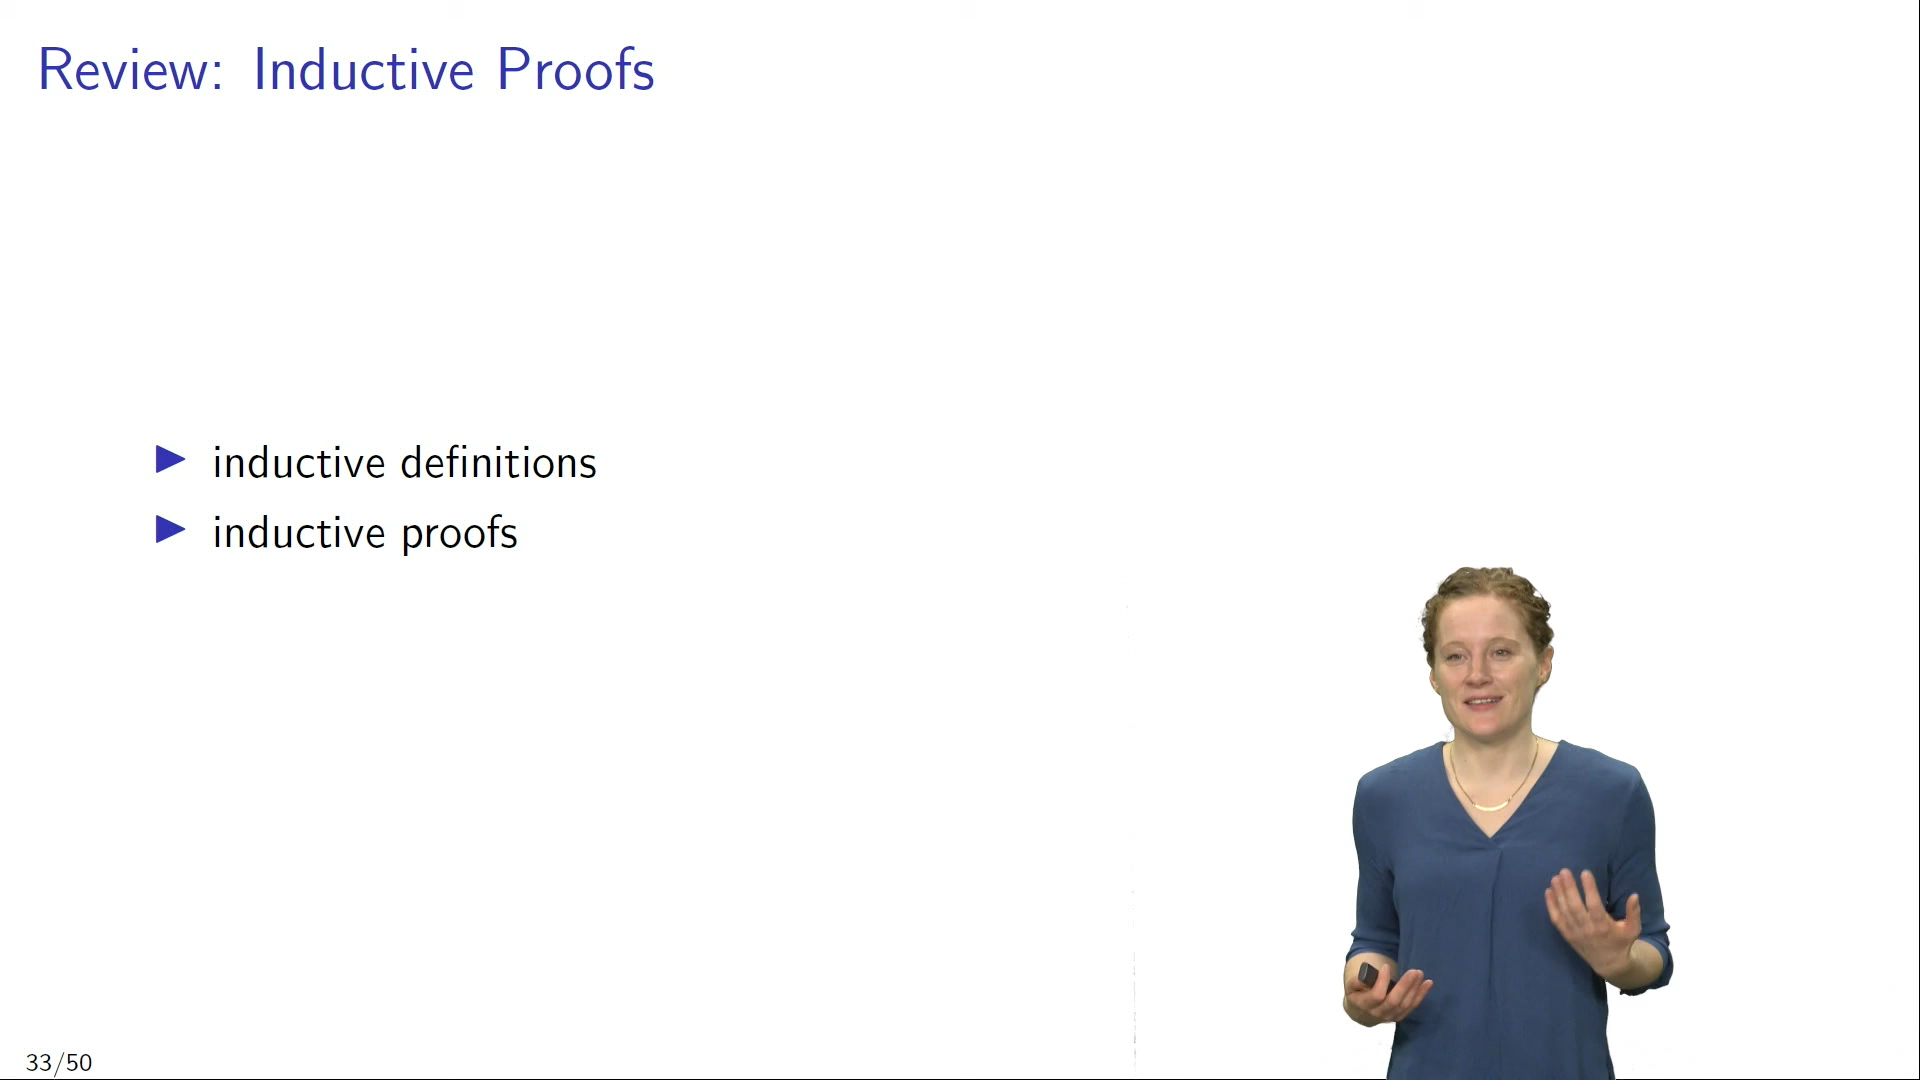 Review: Inductive Proofs
▶ inductive definitions
▶ inductive proofs
33/50